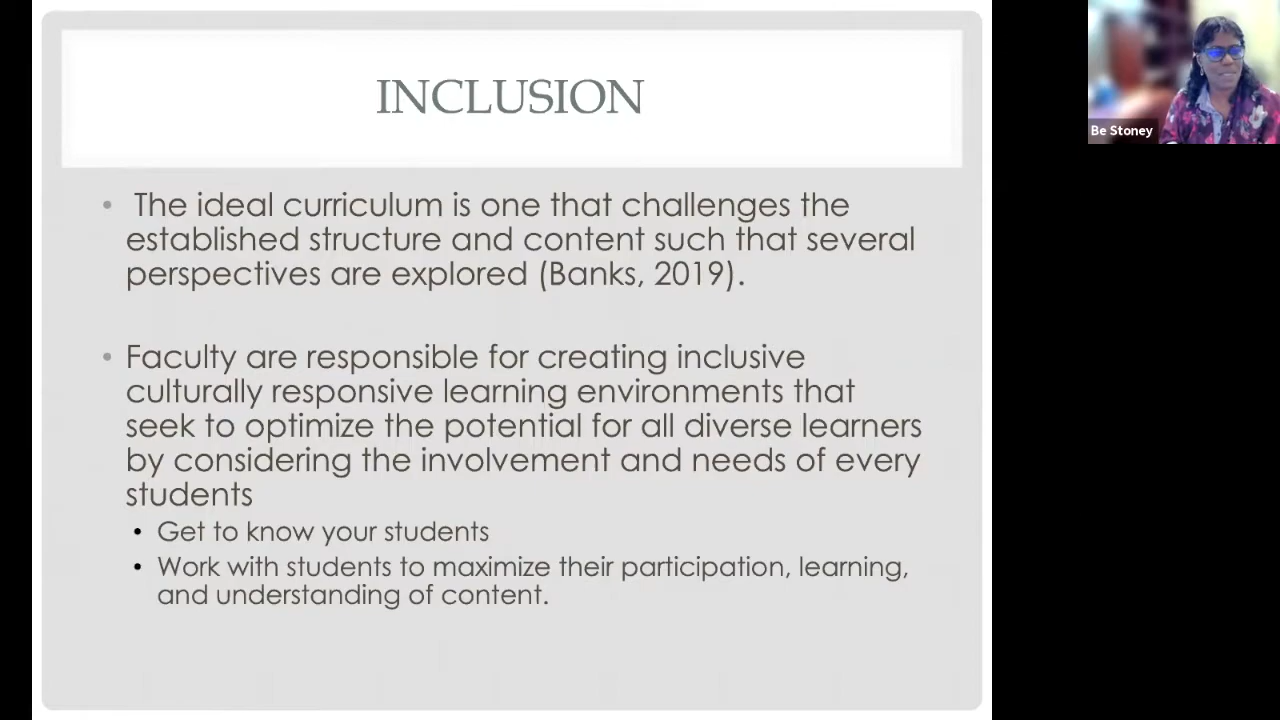 INCLUSION
• The ideal curriculum is one that challenges the
established structure and content such that several
perspectives are explored (Banks, 2019).
• Faculty are responsible for creating inclusive
culturally responsive learning environments that
seek to optimize the potential for all diverse learners
by considering the involvement and needs of every
students
• Get to know your students
• Work with students to maximize their participation, learning,
and understanding of content.
Be Stoney